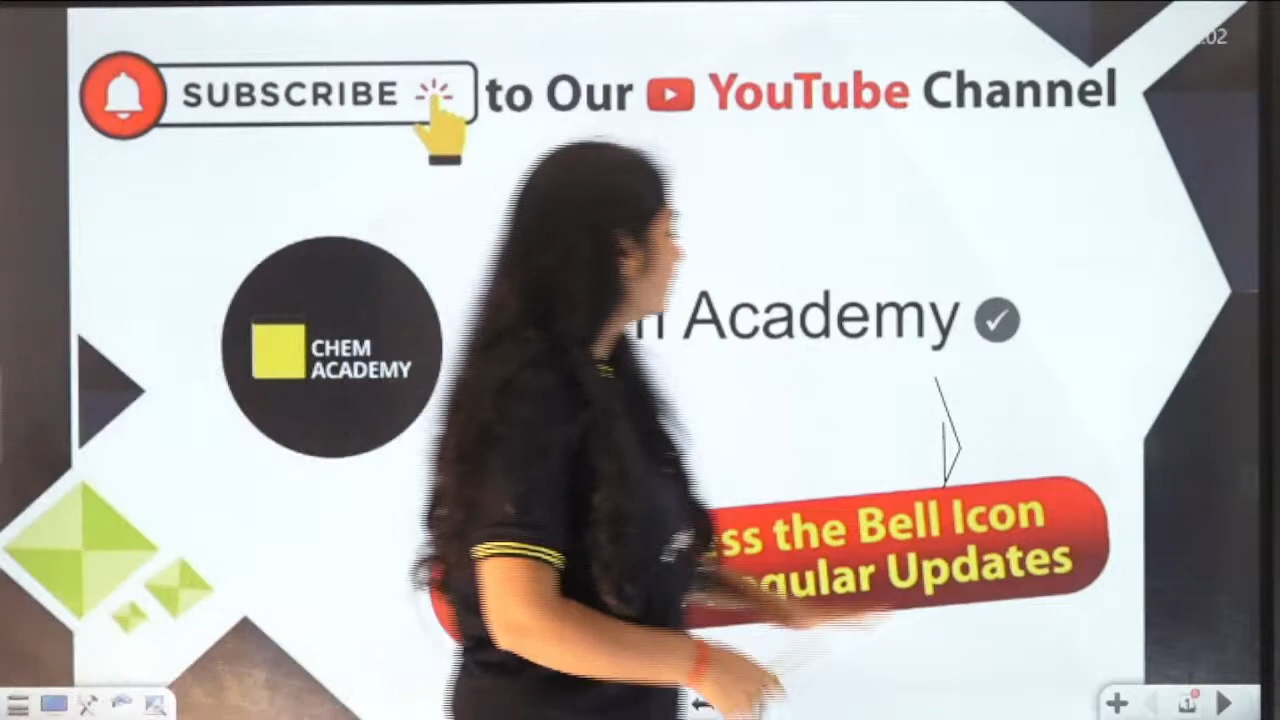 SUBSCRIBE to Our YouTube Channel
CHEM
ACADEMY
Academy
the Bell Icon
Updates